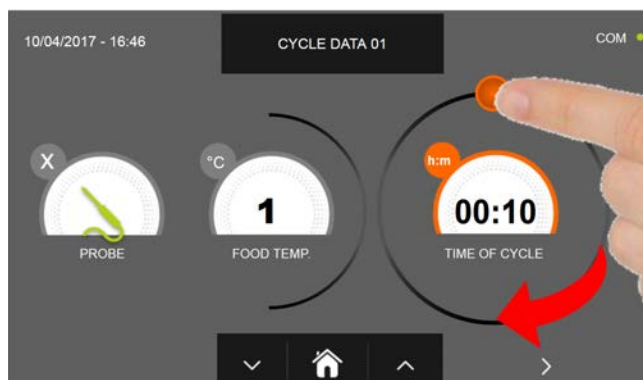 10/04/2017 - 16:46
CYCLE DATA 01
COM
X
PROBE
°C
1
FOOD TEMP.
h:m
00:10
TIME OF CYCLE